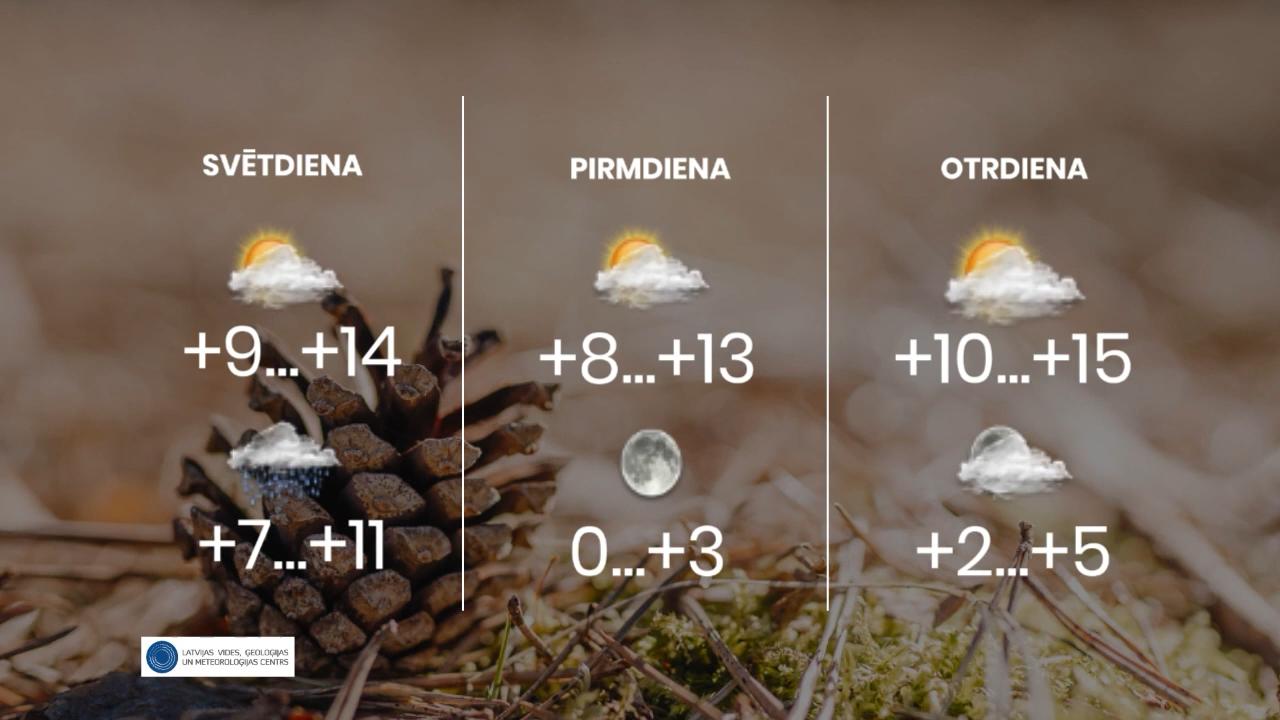 SVĒTDIENA
+9...+14
+7...+11
PIRMDIENA
+8...+13
0...+3
OTRDIENA
+10...+15
+2...+5
LATVIJAS VIDES, ĢEOLOĢIJAS
UN METEOROLOĢIJAS CENTRS